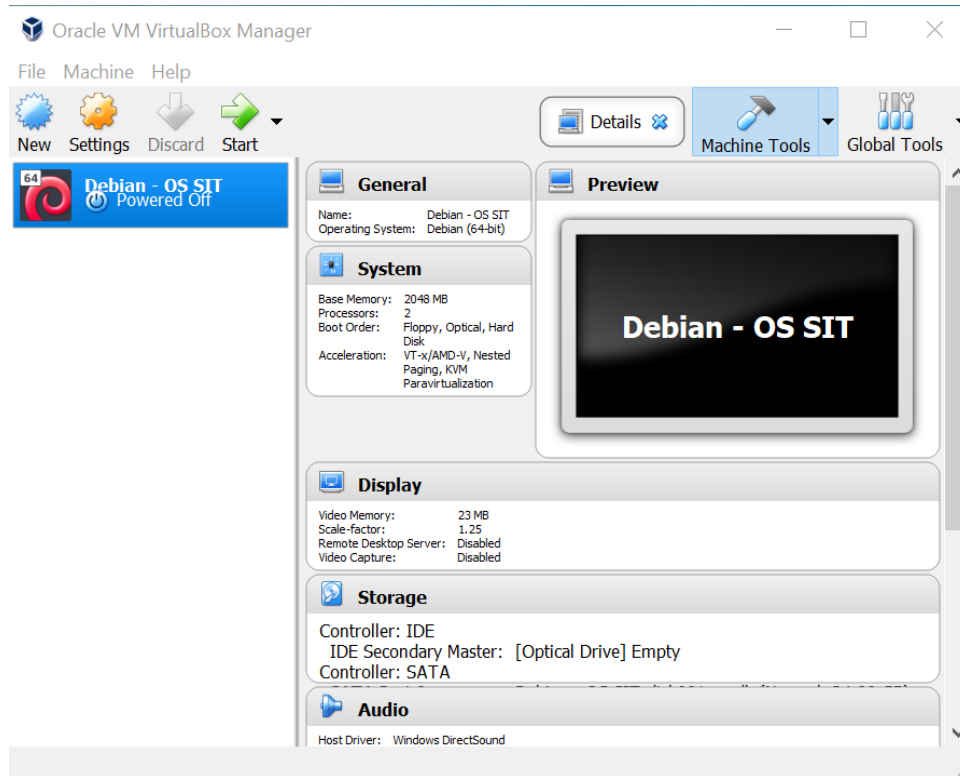 Oracle VM VirtualBox Manager
File Machine Help
New Settings Discard Start
Details
Machine Tools
Global Tools
64
Debian - OS SIT
Powered Off
General
Name: Debian - OS SIT
Operating System: Debian (64-bit)
System
Base Memory: 2048 MB
Processors: 2
Boot Order: Floppy, Optical, Hard
Disk
Acceleration: VT-x/AMD-V, Nested
Paging, KVM
Paravirtualization
Preview
Debian - OS SIT
Display
Video Memory: 23 MB
Scale-factor: 1.25
Remote Desktop Server: Disabled
Video Capture: Disabled
Storage
Controller: IDE
IDE Secondary Master: [Optical Drive] Empty
Controller: SATA
Audio
Host Driver: Windows DirectSound